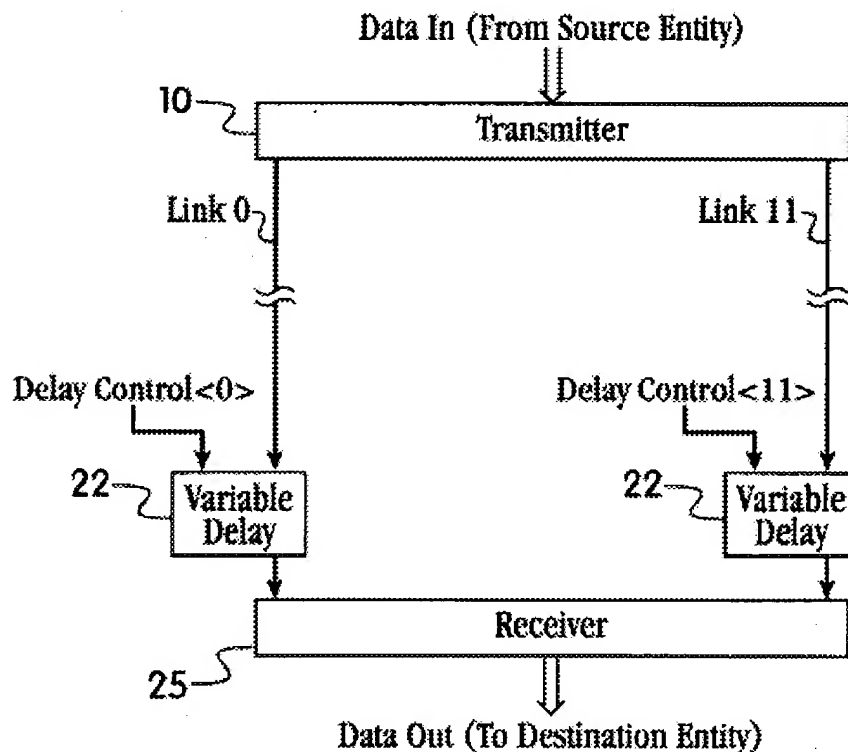 Data In (From Source Entity)
10
Transmitter
Link 0
Link 11
Delay Control<0>
Delay Control<11>
22
Variable
Delay
22
Variable
Delay
Receiver
25
Data Out (To Destination Entity)